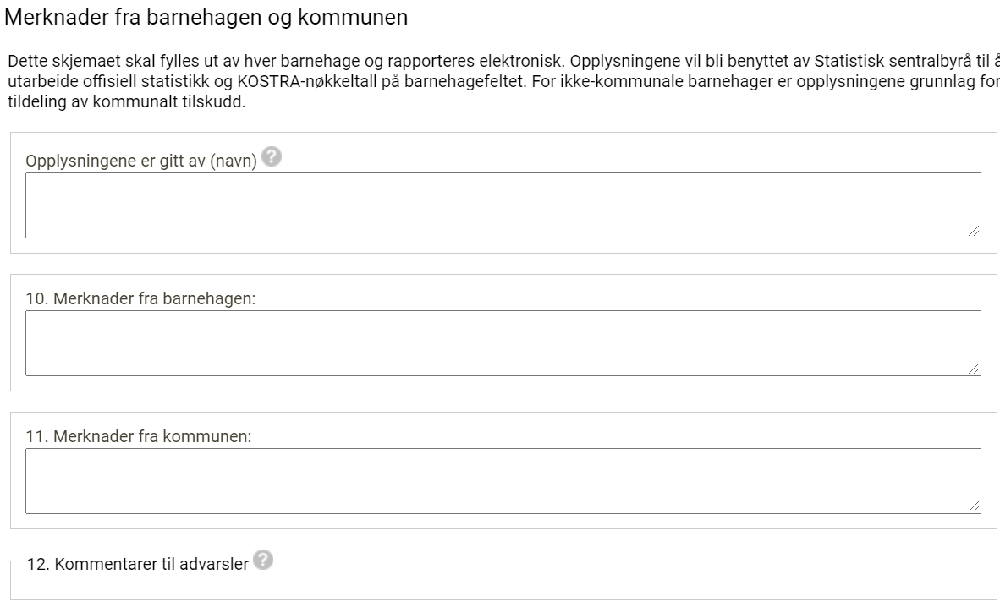 Merknader fra barnehagen og kommunen
Dette skjemaet skal fylles ut av hver barnehage og rapporteres elektronisk. Opplysningene vil bli benyttet av Statistisk sentralbyrå til å
utarbeide offisiell statistikk og KOSTRA-nøkkeltall på barnehagefeltet. For ikke-kommunale barnehager er opplysningene grunnlag for
tildeling av kommunalt tilskudd.
Opplysningene er gitt av (navn) ?
10. Merknader fra barnehagen:
11. Merknader fra kommunen:
12. Kommentarer til advarsler ?